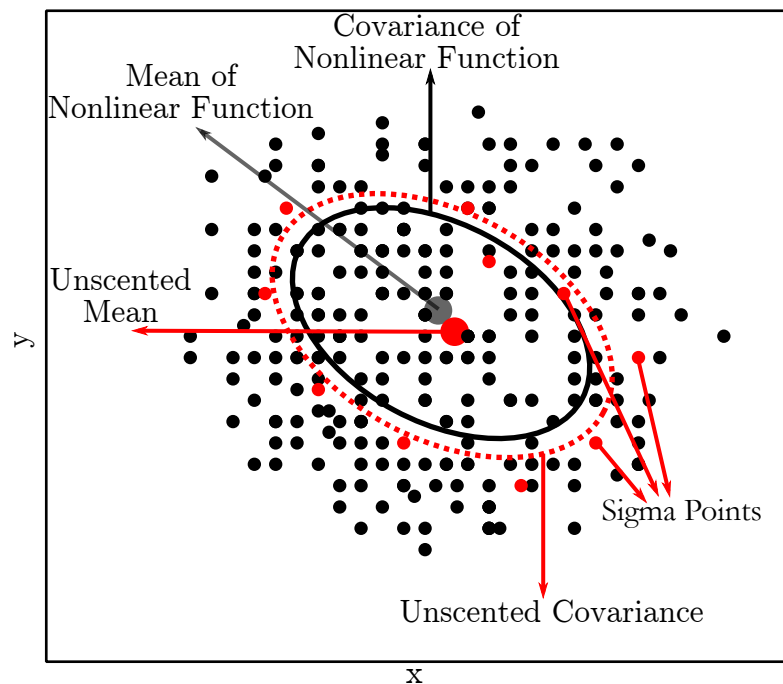 Covariance of
Nonlinear Function
Mean of
Nonlinear Function
Unscented
Mean
y
Sigma Points
Unscented Covariance
x